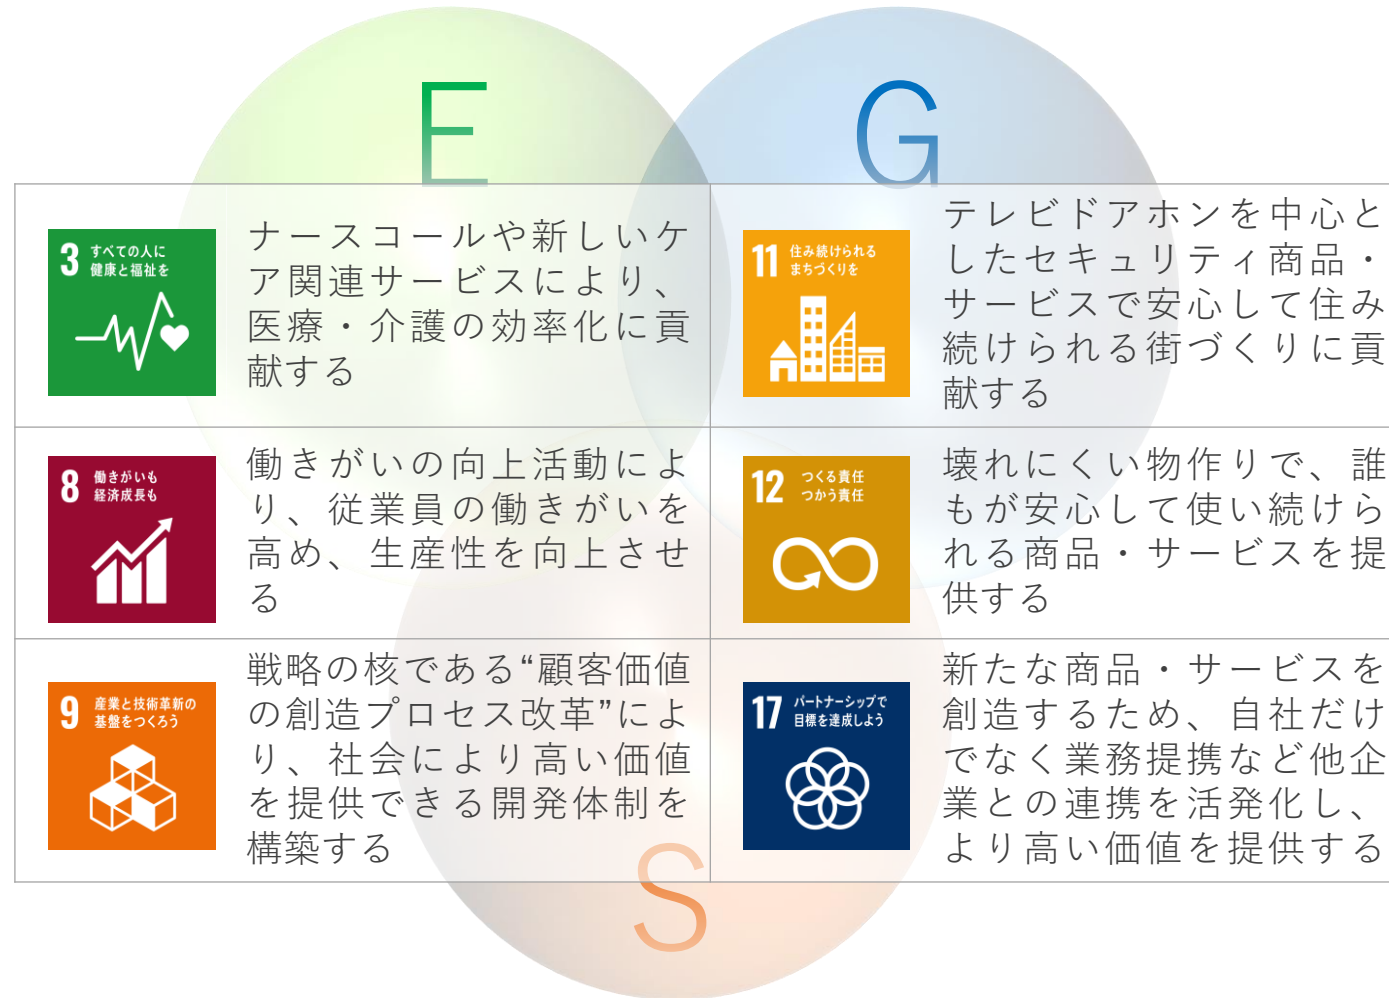 E
G
3 すべての人に
健康と福祉を
ナースコールや新しいケ
ア関連サービスにより、
医療・介護の効率化に貢
献する
11 住み続けられる
まちづくりを
テレビドアホンを中心と
したセキュリティ商品・
サービスで安心して住み
続けられる街づくりに貢
献する
8 働きがいも
経済成長も
働きがいの向上活動によ
り、従業員の働きがいを
高め、生産性を向上させ
る
12 つくる責任
つかう責任
壊れにくい物作りで、誰
もが安心して使い続けら
れる商品・サービスを提
供する
9 産業と技術革新の
基盤をつくろう
戦略の核である“顧客価値
の創造プロセス改革”によ
り、社会により高い価値
を提供できる開発体制を
構築する
17 パートナーシップで
目標を達成しよう
新たな商品・サービスを
創造するため、自社だけ
でなく業務提携など他企
業との連携を活発化し、
より高い価値を提供する
S